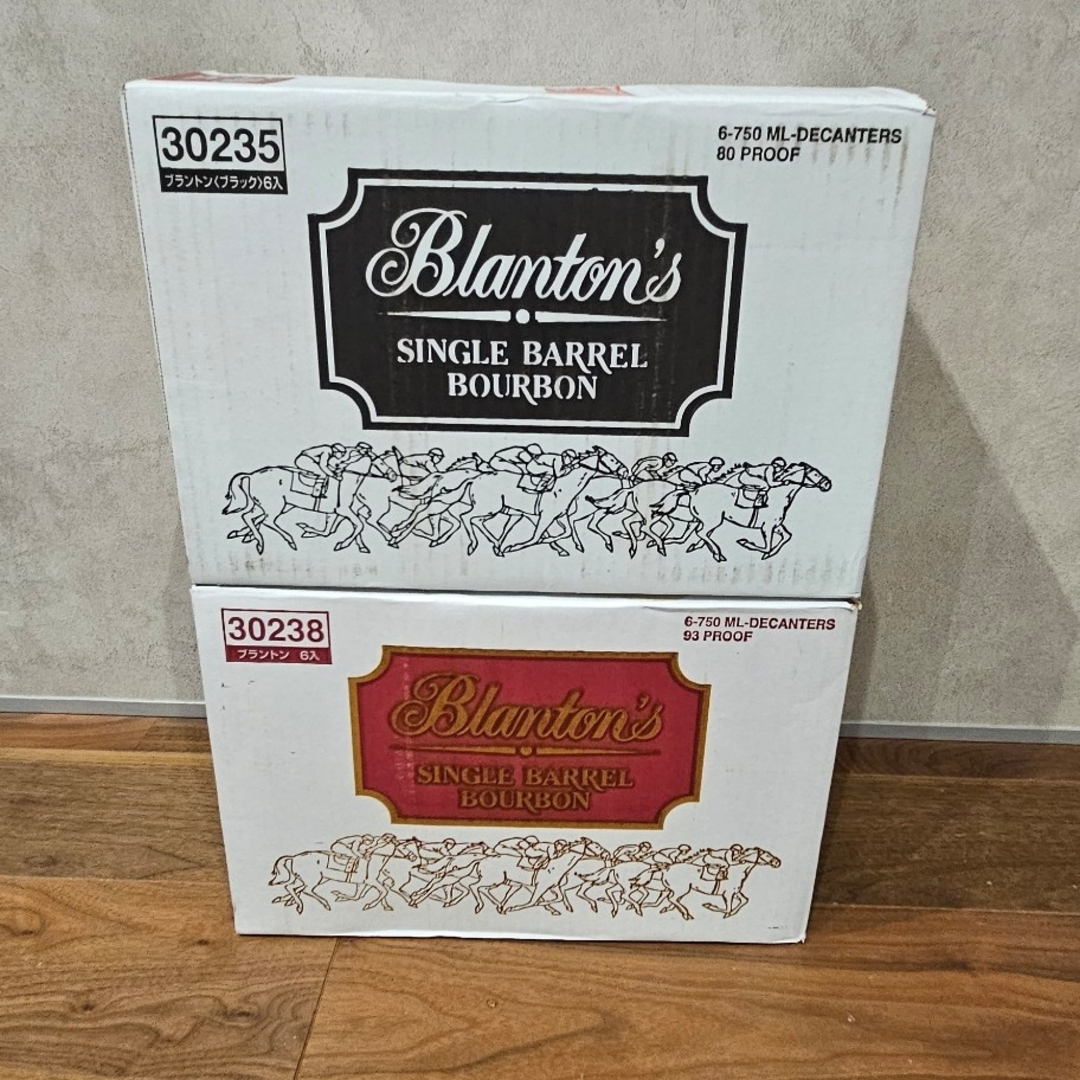 30235
ブラントン〈ブラック〉6入
6-750 ML-DECANTERS
80 PROOF
Blanton's
SINGLE BARREL
BOURBON
30238
ブラントン 6入
6-750 ML-DECANTERS
93 PROOF
Blanton's
SINGLE BARREL
BOURBON